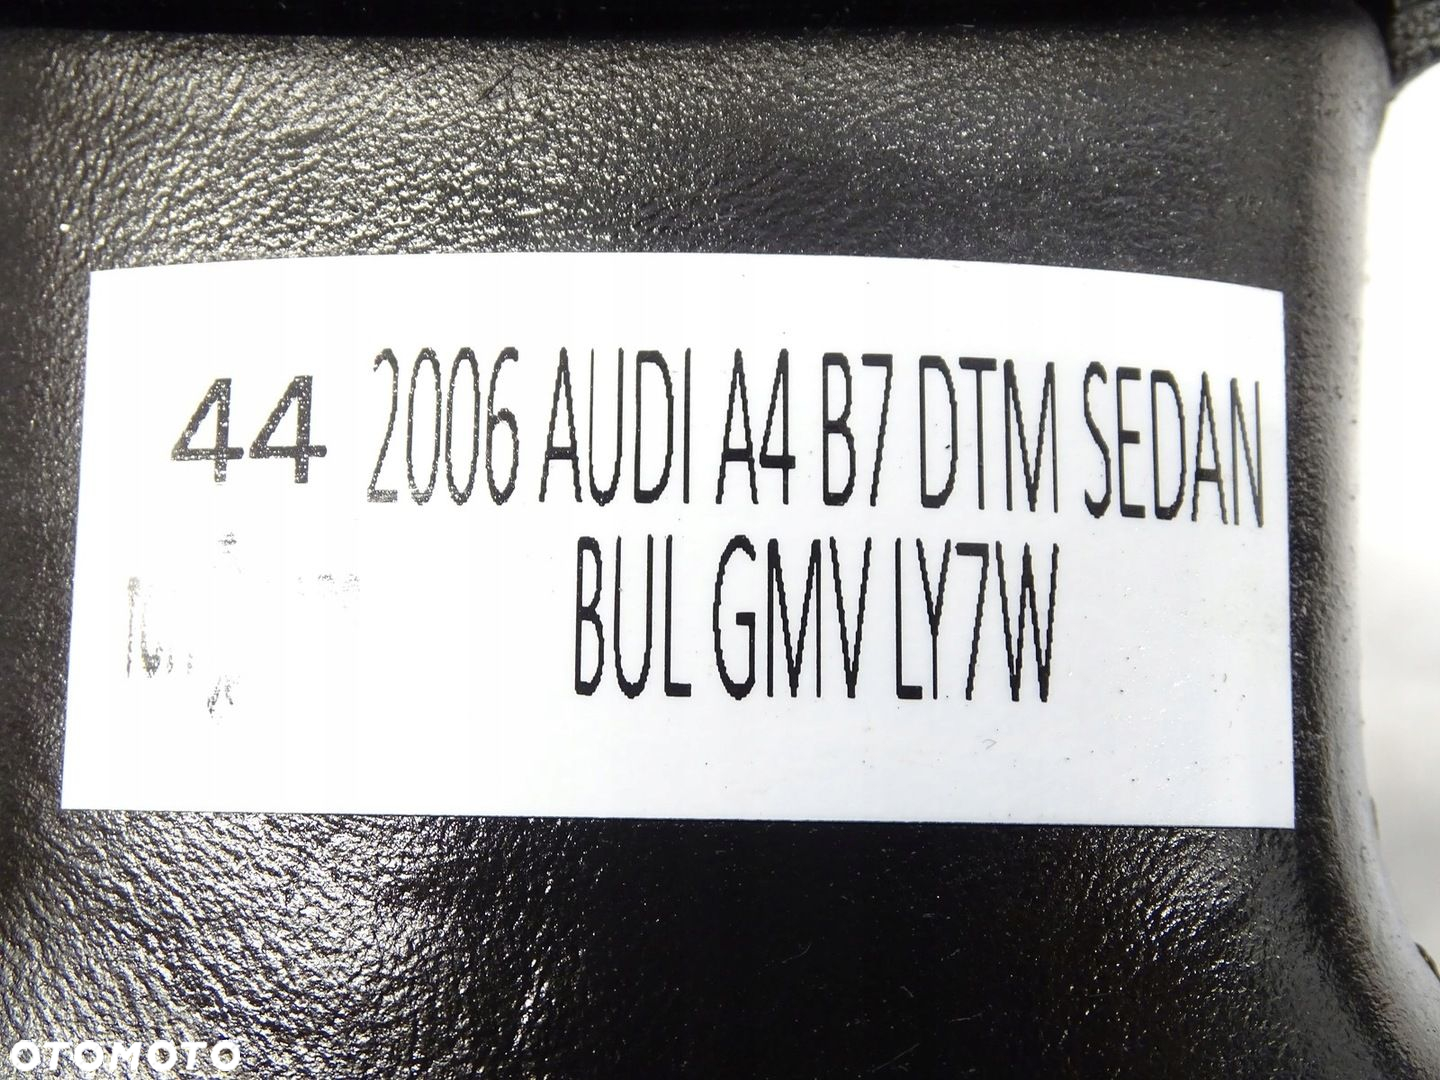 44 2006 AUDI A4 B7 DTM SEDAN
BUL GMV LY7W
OTOMOTO